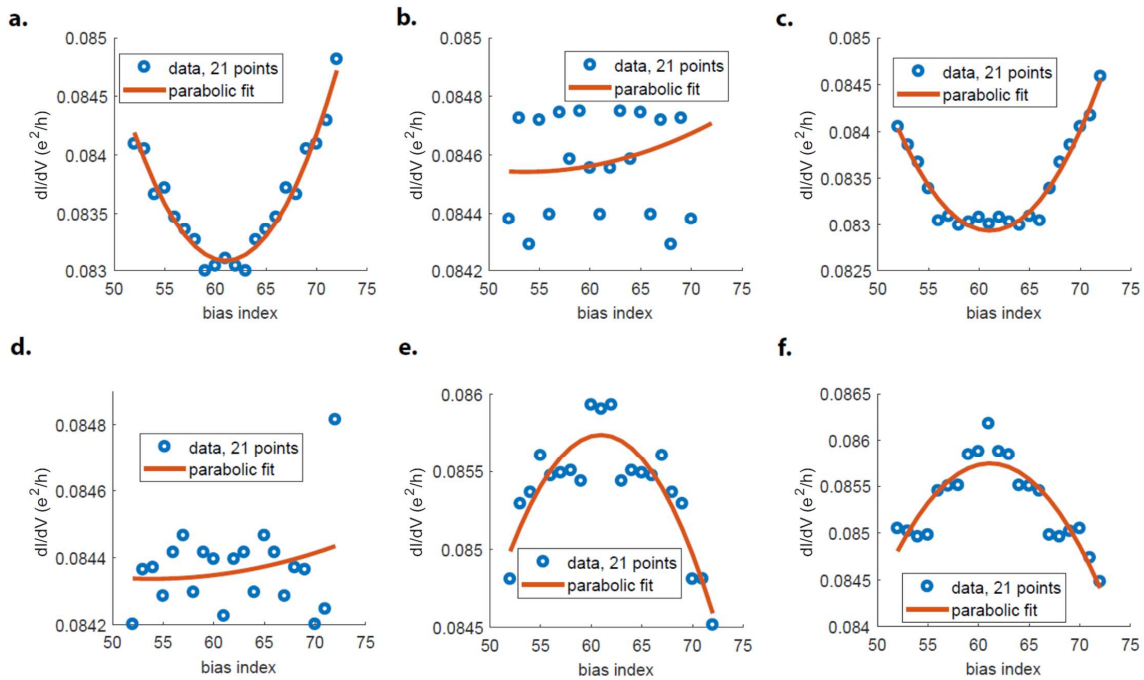 a.
dI/dV (e²/h)
0.085
0.0845
0.084
0.0835
0.083
data, 21 points
parabolic fit
50 55 60 65 70 75
bias index
b.
dI/dV (e²/h)
0.085
0.0848
0.0846
0.0844
0.0842
data, 21 points
parabolic fit
50 55 60 65 70 75
bias index
c.
dI/dV (e²/h)
0.085
0.0845
0.084
0.0835
0.083
0.0825
data, 21 points
parabolic fit
50 55 60 65 70 75
bias index
d.
dI/dV (e²/h)
0.0848
0.0846
0.0844
0.0842
data, 21 points
parabolic fit
50 55 60 65 70 75
bias index
e.
dI/dV (e²/h)
0.086
0.0855
0.085
0.0845
data, 21 points
parabolic fit
50 55 60 65 70 75
bias index
f.
dI/dV (e²/h)
0.0865
0.086
0.0855
0.085
0.0845
0.084
data, 21 points
parabolic fit
50 55 60 65 70 75
bias index